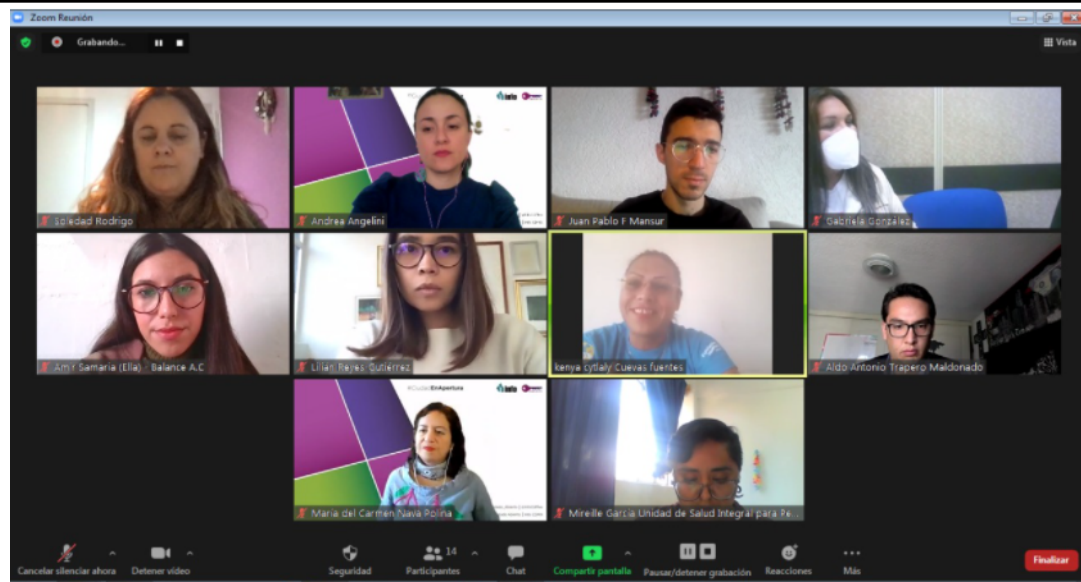 Zoom Reunión
Grabando...
Vista
Soledad Rodrigo
Andrea Angelini
Juan Pablo F Mansur
Gabriela González
Amr Samaria (Ella) - Balance A.C
Lilian Reyes Gutiérrez
kenya cytlaly Cuevas fuentes
Aldo Antonio Trapero Maldonado
#CiudadEnApertura
info
María del Carmen Nava Polina
Mireille Garcia Unidad de Salud Integral para Pe...
Cancelar silenciar ahora
Detener video
Seguridad
Participantes
14
Chat
Compartir pantalla
Pausar/detener grabación
Reacciones
Más
Finalizar